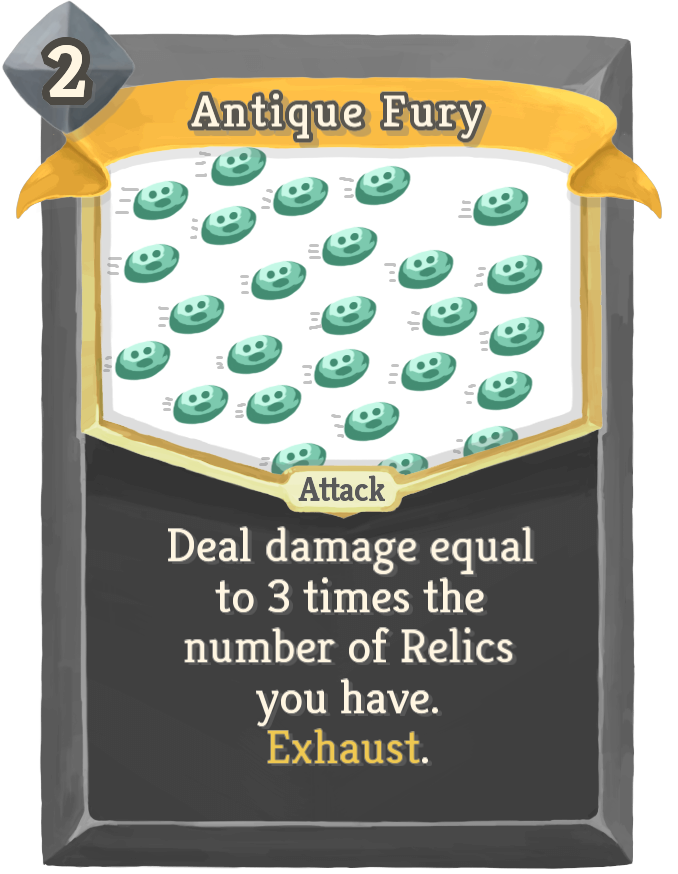 2
Antique Fury
Attack
Deal damage equal
to 3 times the
number of Relics
you have.
Exhaust.